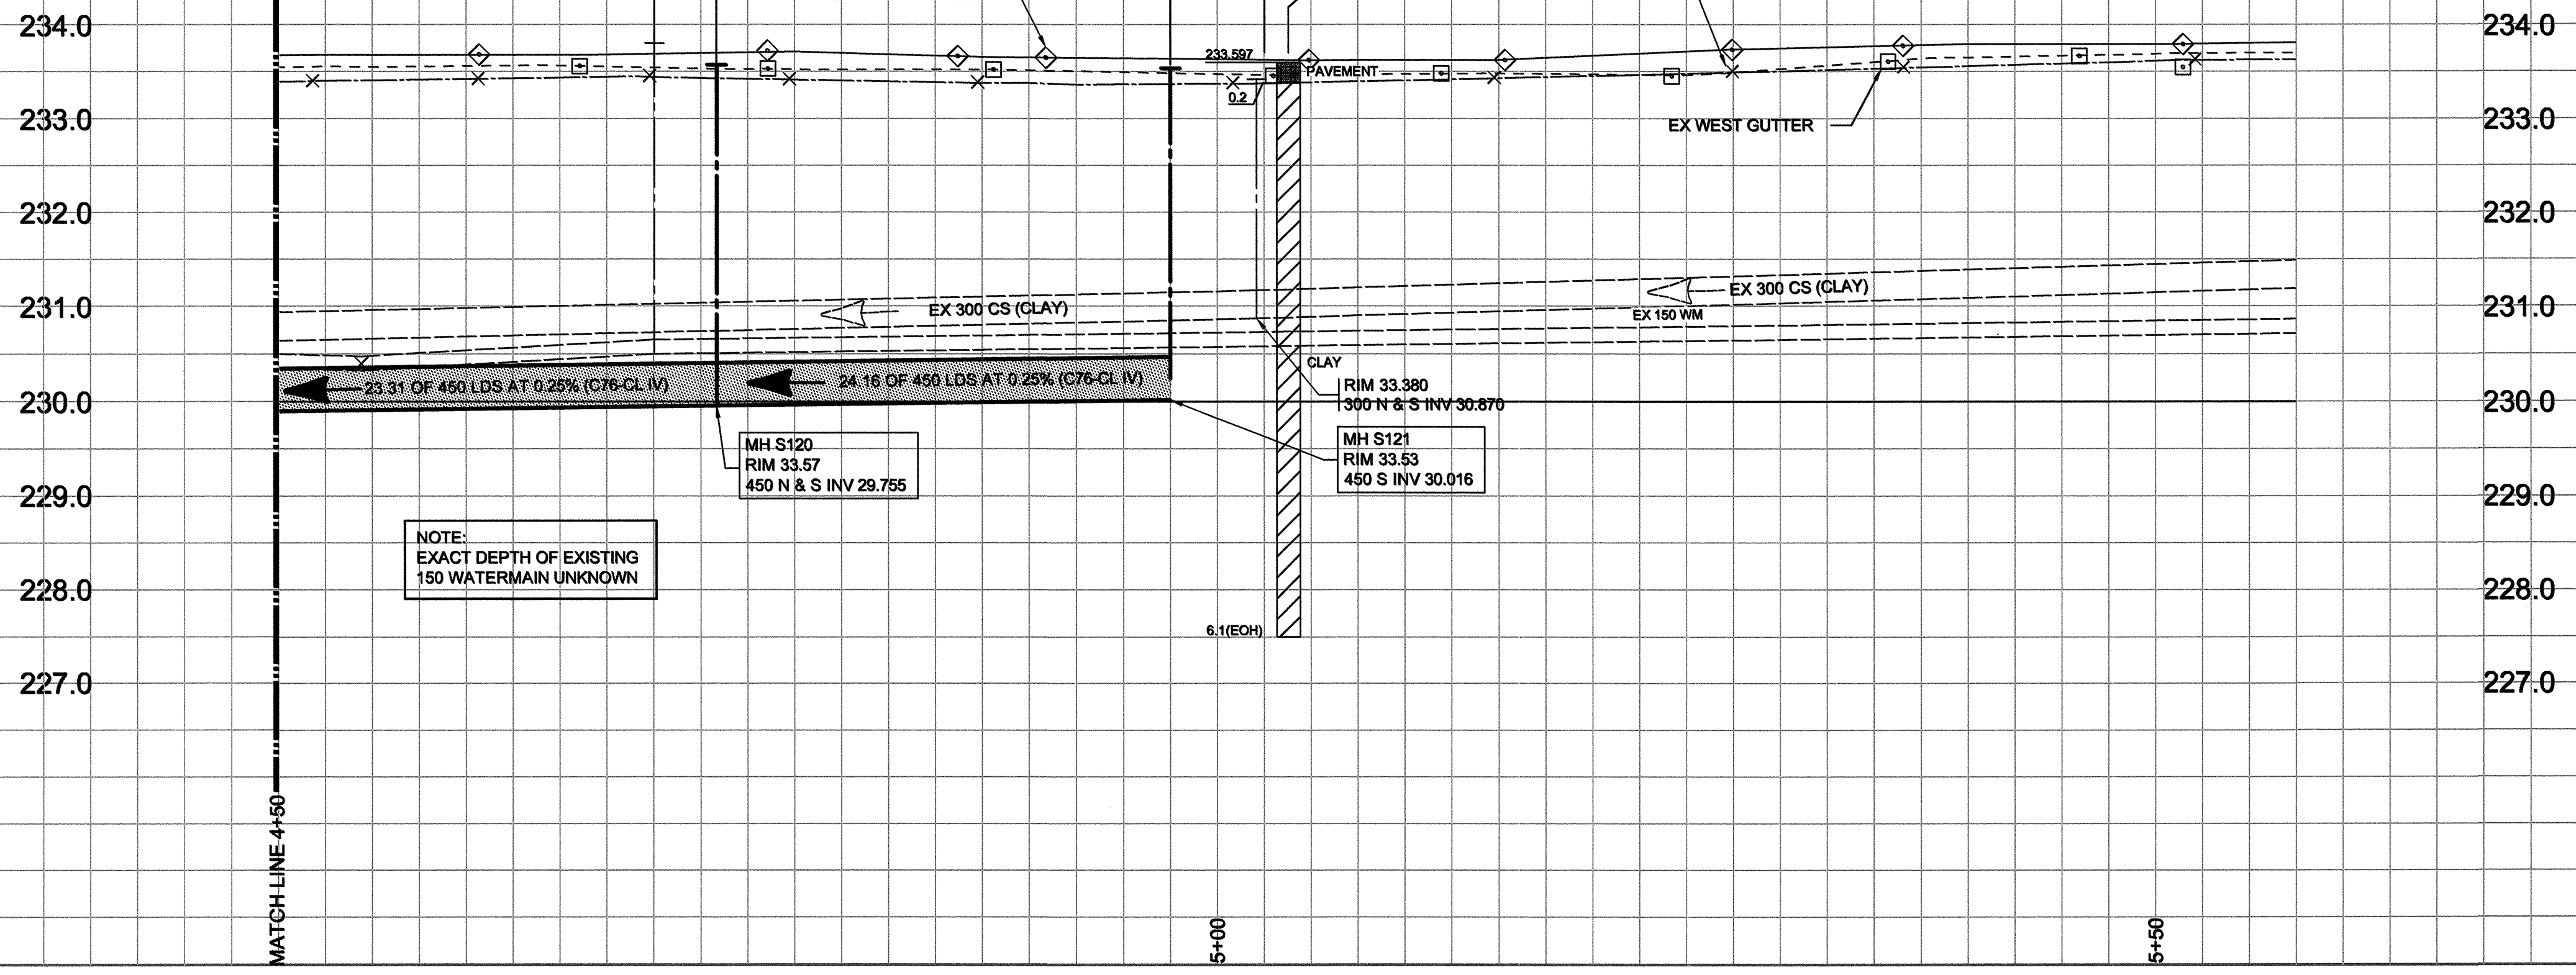 234.0
234.0
233.597
PAVEMENT
0.2
233.0
EX WEST GUTTER
233.0
232.0
232.0
231.0
EX 300 CS (CLAY)
EX 300 CS (CLAY)
EX 150 WM
231.0
CLAY
23.31 OF 450 LDS AT 0.25% (C76-CL IV)
24.16 OF 450 LDS AT 0.25% (C76-CL IV)
RIM 33.380
300 N & S INV 30.870
230.0
230.0
MH S120
RIM 33.57
450 N & S INV 29.755
MH S121
RIM 33.53
450 S INV 30.016
229.0
229.0
NOTE:
EXACT DEPTH OF EXISTING
150 WATERMAIN UNKNOWN
228.0
228.0
6.1(EOH)
227.0
227.0
MATCH LINE 4+50
5+00
5+50